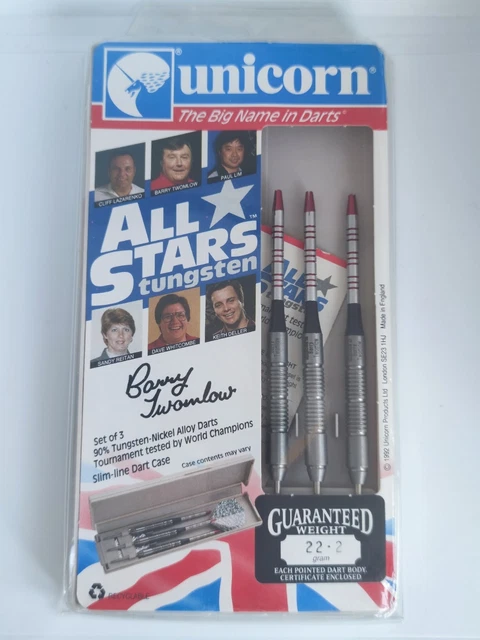 unicorn®
The Big Name in Darts®
CLIFF LAZARENKO
BARRY TWOMLOW
PAUL LIM
ALL
STARS™
tungsten
SANDY REITAN
DAVE WHITCOMBE
KEITH DELLER
Barry
Twomlow
Set of 3
90% Tungsten-Nickel Alloy Darts
Tournament tested by World Champions
Slim-line Dart Case
Case contents may vary
© 1992 Unicorn Products Ltd London SE23 1HJ Made in England
GUARANTEED
WEIGHT
22·2
gram
EACH POINTED DART BODY.
CERTIFICATE ENCLOSED
RECYCLABLE